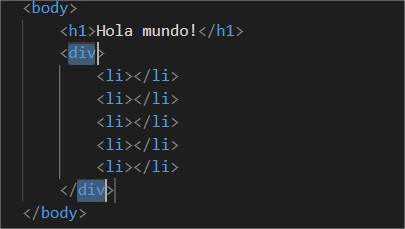 <body>
<h1>Hola mundo!</h1>
<div>
<li></li>
<li></li>
<li></li>
<li></li>
<li></li>
</div>
</body>